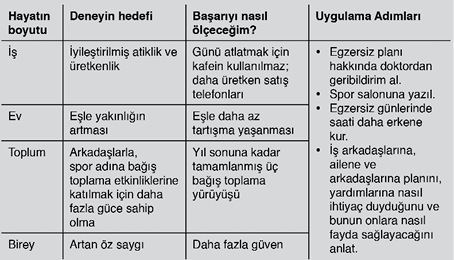 Hayatın
boyutu
Deneyin hedefi
Başarıyı nasıl
ölçeceğim?
Uygulama Adımları
İş
İyileştirilmiş atiklik ve
üretkenlik
Günü atlatmak için
kafein kullanılmaz;
daha üretken satış
telefonları
Ev
Eşle yakınlığın
artması
Eşle daha az
tartışma yaşanması
Toplum
Arkadaşlarla,
spor adına bağış
toplama etkinliklerine
katılmak için daha
fazla güce sahip
olma
Yıl sonuna kadar
tamamlanmış üç
bağış toplama
yürüyüşü
Birey
Artan öz saygı
Daha fazla güven
• Egzersiz planı
hakkında doktordan
geribildirim al.
• Spor salonuna yazıl.
• Egzersiz günlerinde
saati daha erkene
kur.
• İş arkadaşlarına,
ailene ve
arkadaşlarına planını,
yardımlarına nasıl
ihtiyaç duyduğunu ve
bunun onlara nasıl
fayda sağlayacağını
anlat.